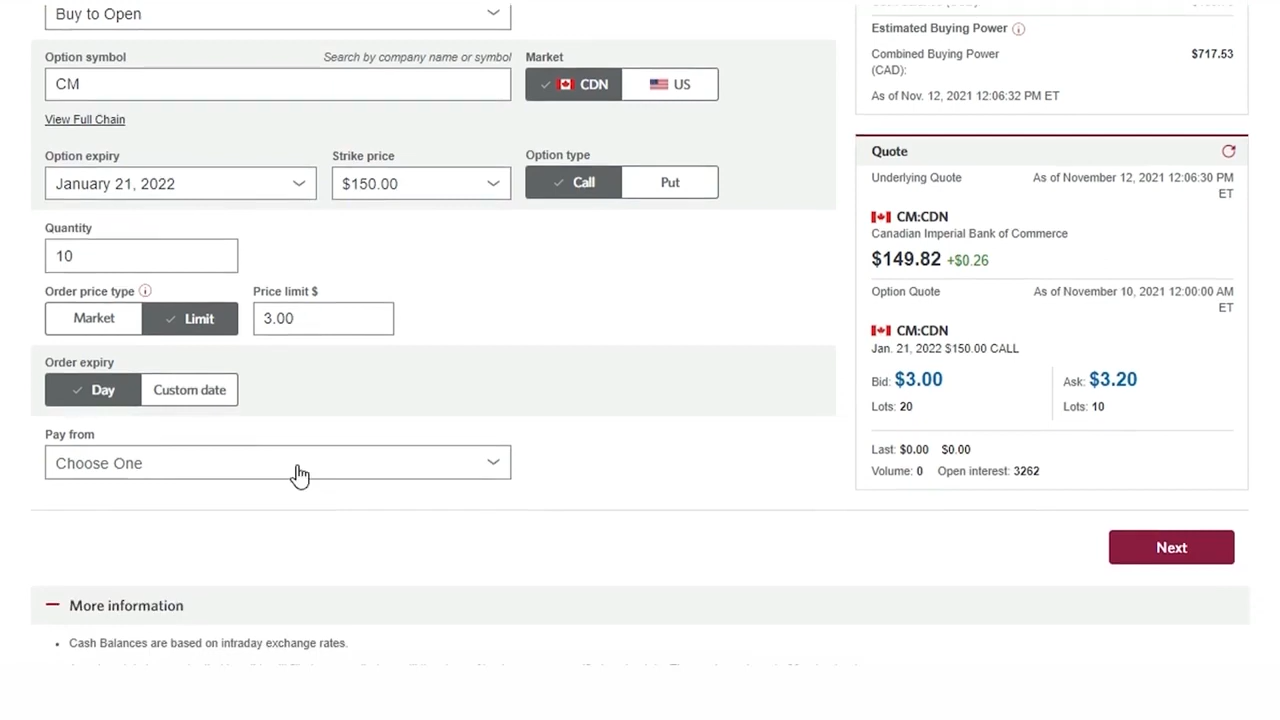 Buy to Open
Option symbol
Search by company name or symbol
Market
CM
CDN
US
View Full Chain
Option expiry
Strike price
Option type
January 21, 2022
$150.00
Call
Put
Quantity
10
Order price type
Price limit $
Market
Limit
3.00
Order expiry
Day
Custom date
Pay from
Choose One
Estimated Buying Power
Combined Buying Power
(CAD):
$717.53
As of Nov. 12, 2021 12:06:32 PM ET
Quote
Underlying Quote
As of November 12, 2021 12:06:30 PM
ET
CM:CDN
Canadian Imperial Bank of Commerce
$149.82 +$0.26
Option Quote
As of November 10, 2021 12:00:00 AM
ET
CM:CDN
Jan. 21, 2022 $150.00 CALL
Bid: $3.00
Ask: $3.20
Lots: 20
Lots: 10
Last: $0.00 $0.00
Volume: 0 Open interest: 3262
Next
More information
Cash Balances are based on intraday exchange rates.